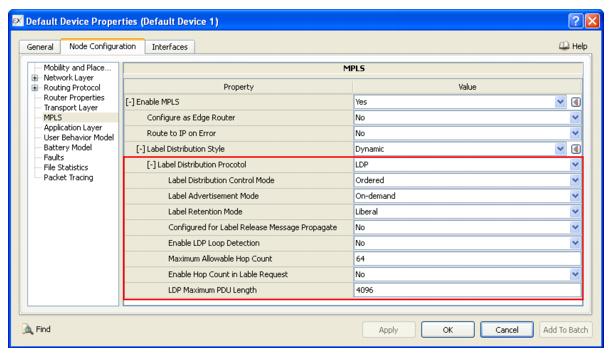 Default Device Properties (Default Device 1)
General Node Configuration Interfaces Help
Mobility and Place...
Network Layer
Routing Protocol
Router Properties
Transport Layer
MPLS
Application Layer
User Behavior Model
Battery Model
Faults
File Statistics
Packet Tracing
MPLS
Property Value
[-] Enable MPLS Yes
Configure as Edge Router No
Route to IP on Error No
[-] Label Distribution Style Dynamic
[-] Label Distribution Procotol LDP
Label Distribution Control Mode Ordered
Label Advertisement Mode On-demand
Label Retention Mode Liberal
Configured for Label Release Message Propagate No
Enable LDP Loop Detection No
Maximum Allowable Hop Count 64
Enable Hop Count in Lable Request No
LDP Maximum PDU Length 4096
Find Apply OK Cancel Add To Batch